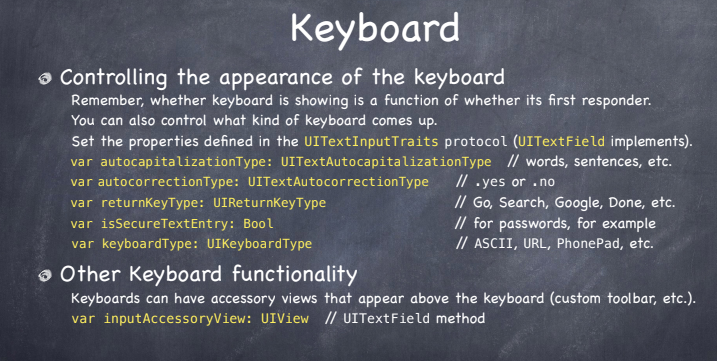 Keyboard
Controlling the appearance of the keyboard
Remember, whether keyboard is showing is a function of whether its first responder.
You can also control what kind of keyboard comes up.
Set the properties defined in the UITextInputTraits protocol (UITextField implements).
var autocapitalizationType: UITextAutocapitalizationType // words, sentences, etc.
var autocorrectionType: UITextAutocorrectionType // .yes or .no
var returnKeyType: UIReturnKeyType // Go, Search, Google, Done, etc.
var isSecureTextEntry: Bool // for passwords, for example
var keyboardType: UIKeyboardType // ASCII, URL, PhonePad, etc.
Other Keyboard functionality
Keyboards can have accessory views that appear above the keyboard (custom toolbar, etc.).
var inputAccessoryView: UIView // UITextField method